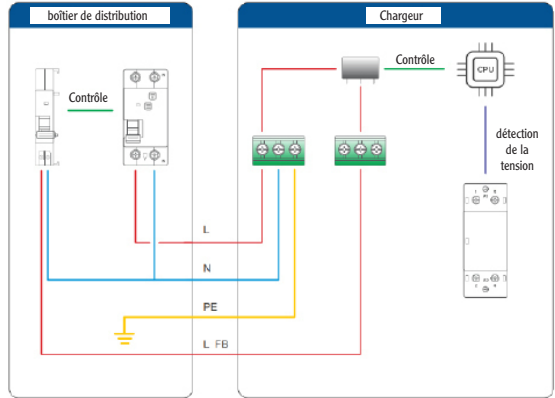 boîtier de distribution
Chargeur
Contrôle
Contrôle
CPU
détection
de la
tension
L
N
PE
L FB